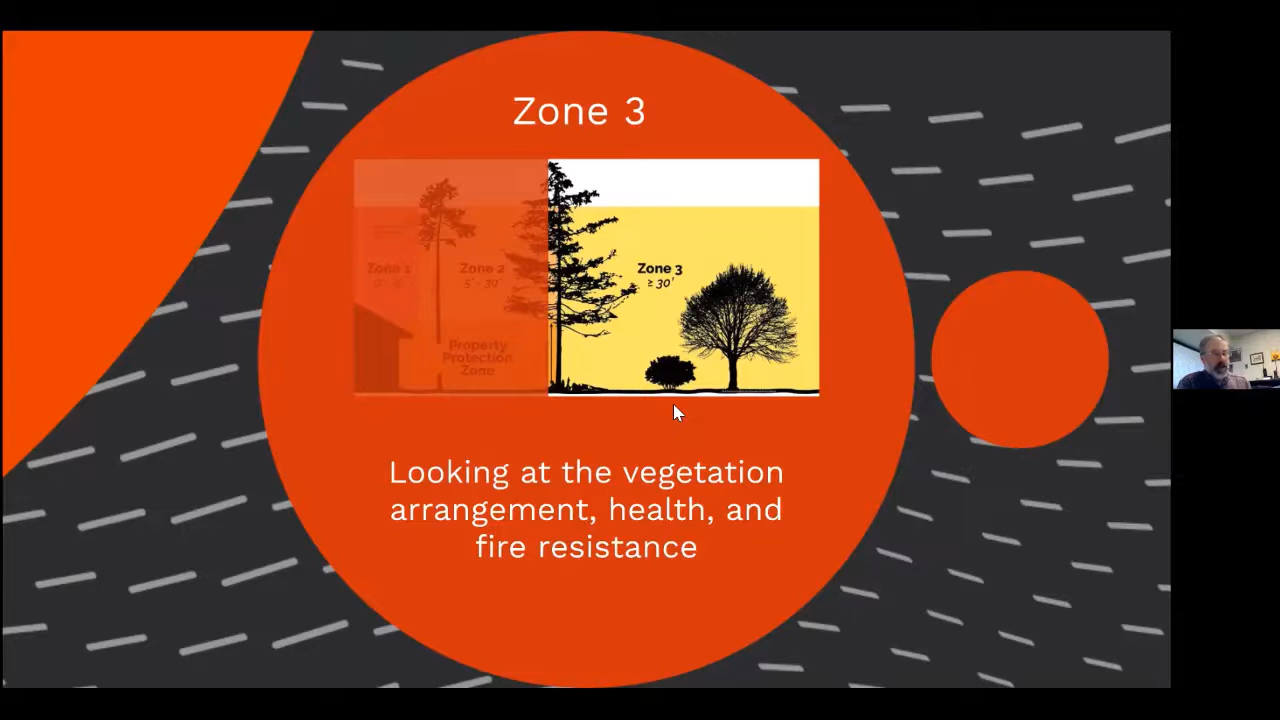 Zone 3
Zone 1
Zone 2
5' - 30'
Zone 3
≥ 30'
Property
Protection
Zone
Looking at the vegetation
arrangement, health, and
fire resistance